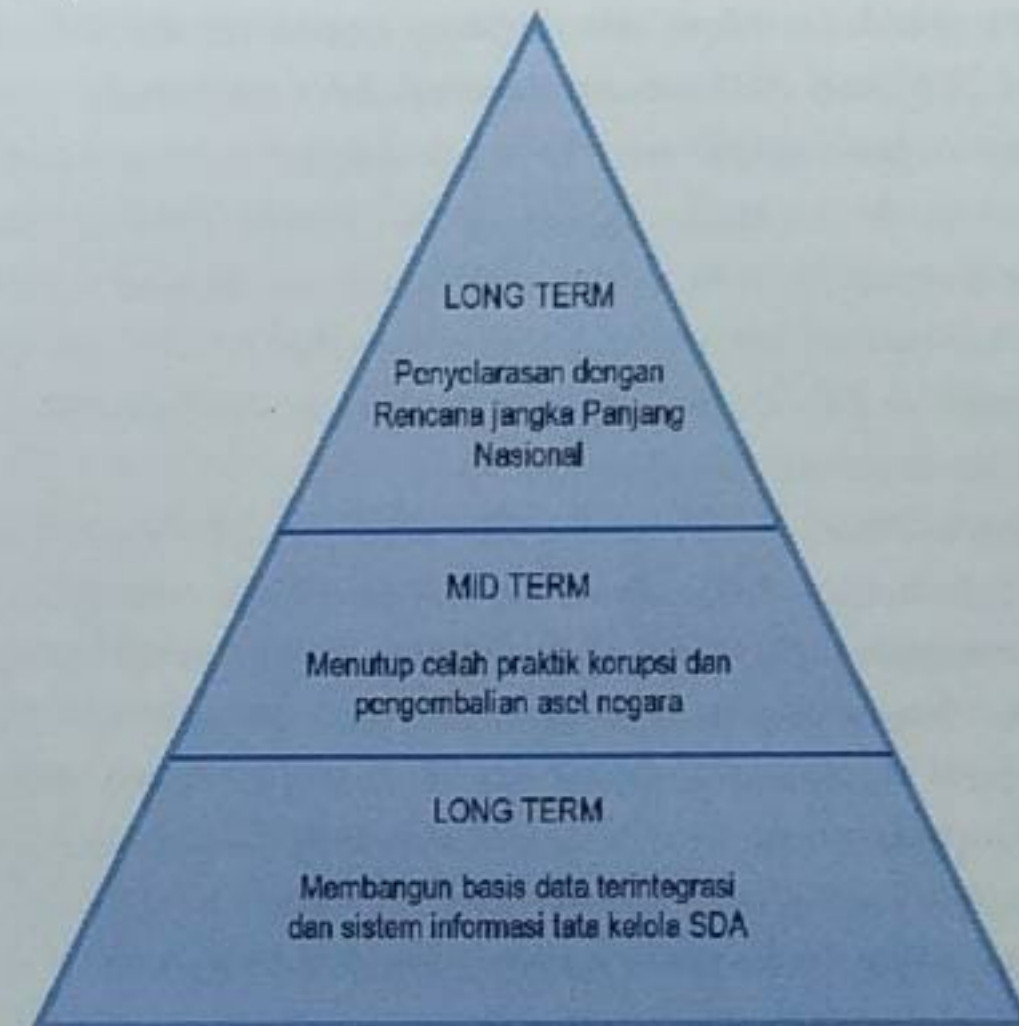 LONG TERM
Penyelarasan dengan
Rencana jangka Panjang
Nasional
MID TERM
Menutup celah praktik korupsi dan
pengembalian aset negara
LONG TERM
Membangun basis data terintegrasi
dan sistem informasi tata kelola SDA